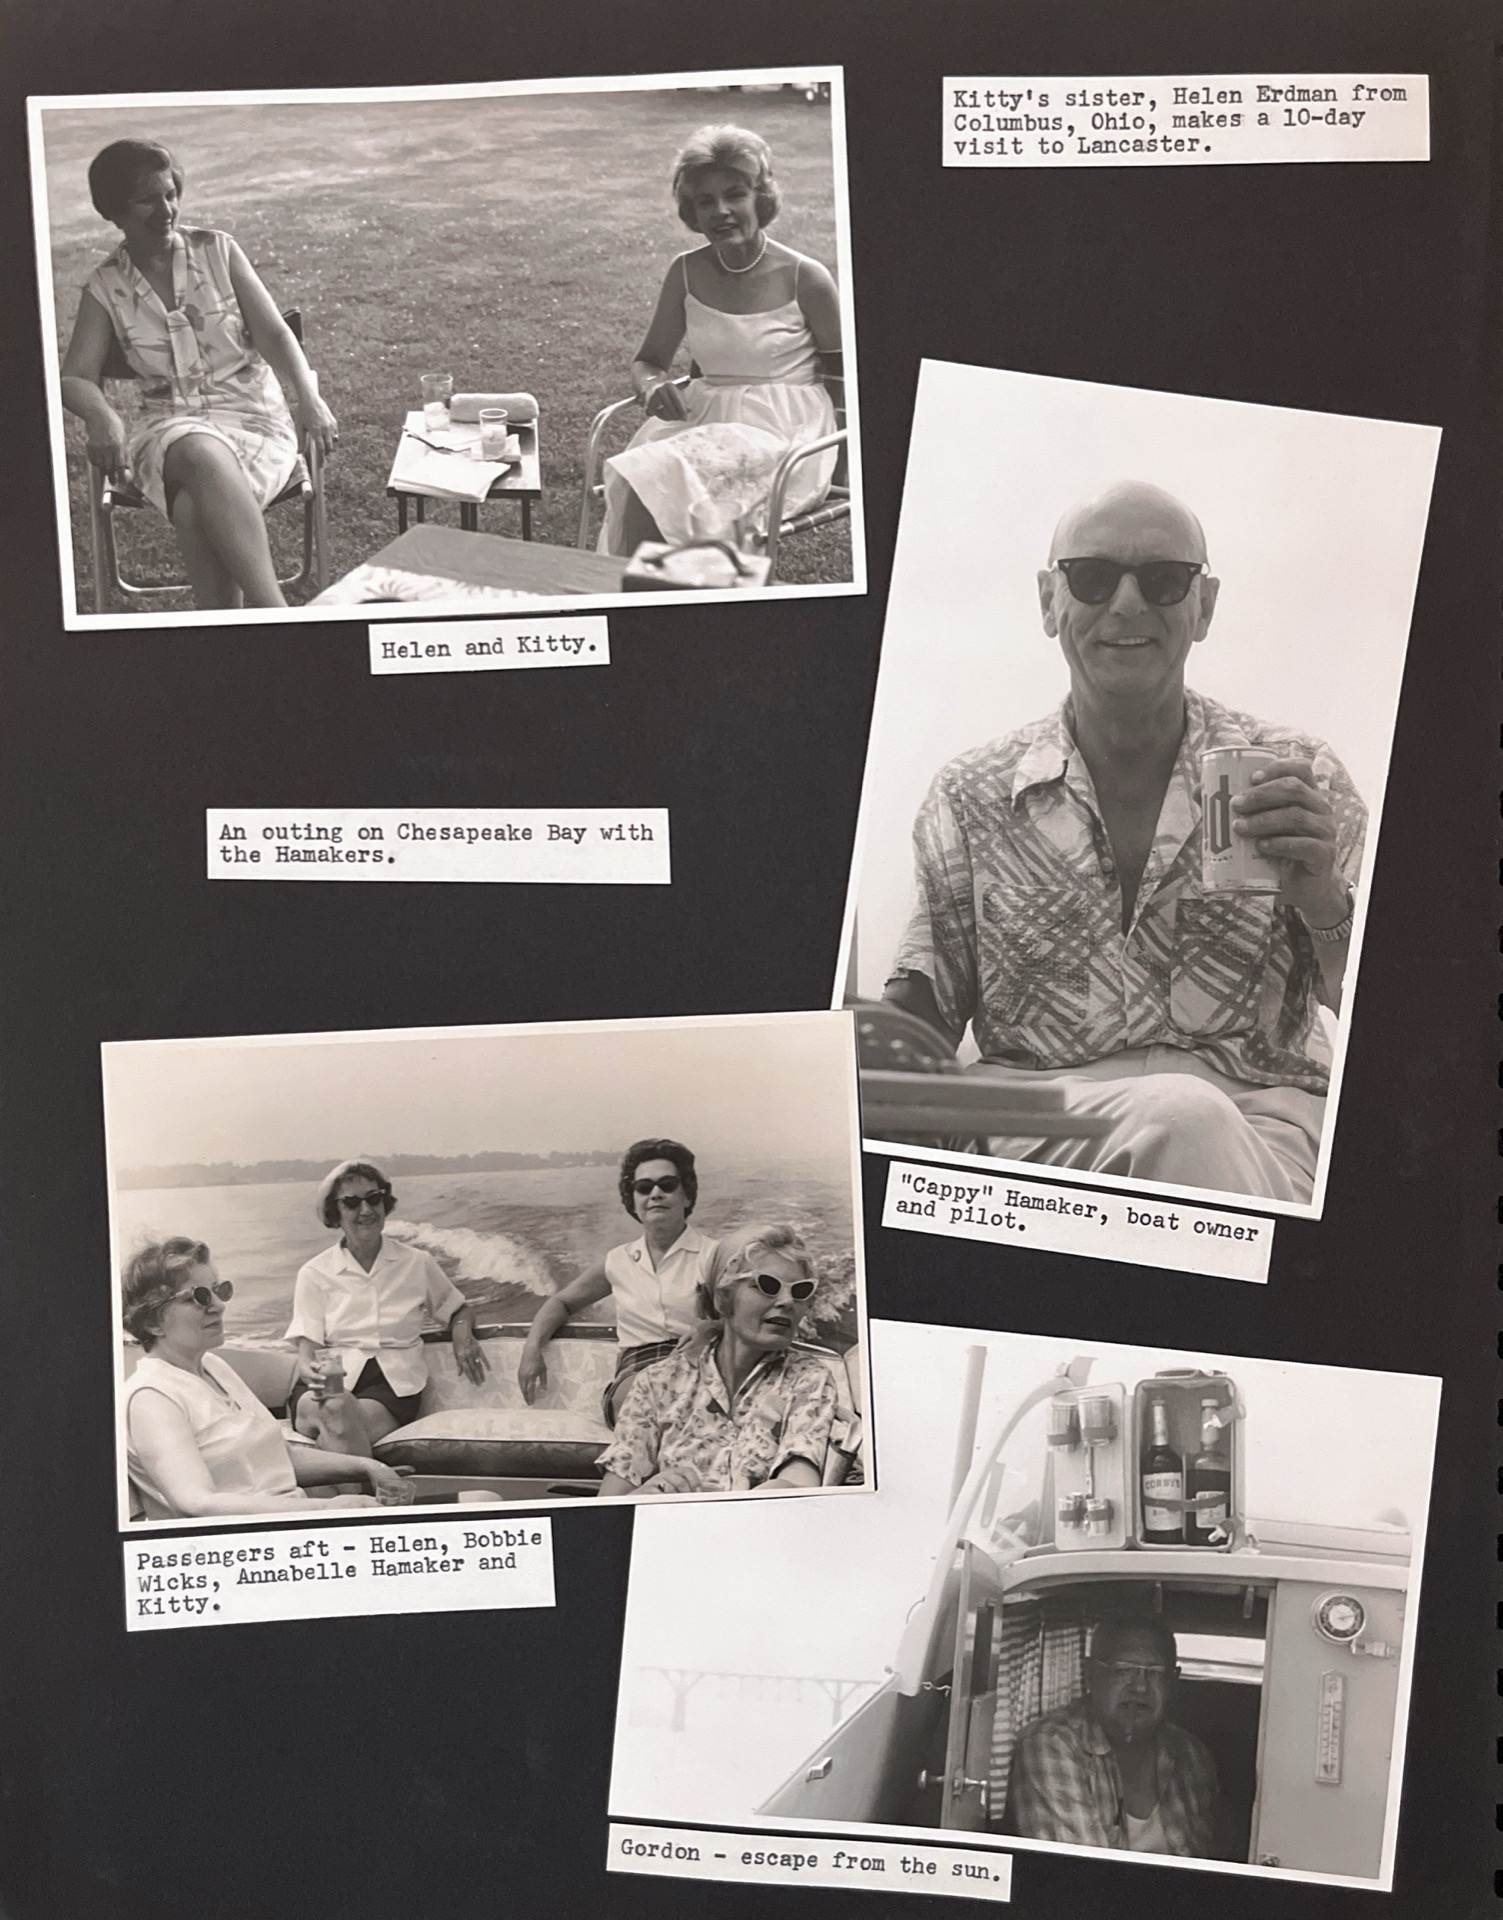 Kitty's sister, Helen Erdman from
Columbus, Ohio, makes a 10-day
visit to Lancaster.
Helen and Kitty.
An outing on Chesapeake Bay with
the Hamakers.
"Cappy" Hamaker, boat owner
and pilot.
Passengers aft - Helen, Bobbie
Wicks, Annabelle Hamaker and
Kitty.
CORBY'S
Gordon - escape from the sun.